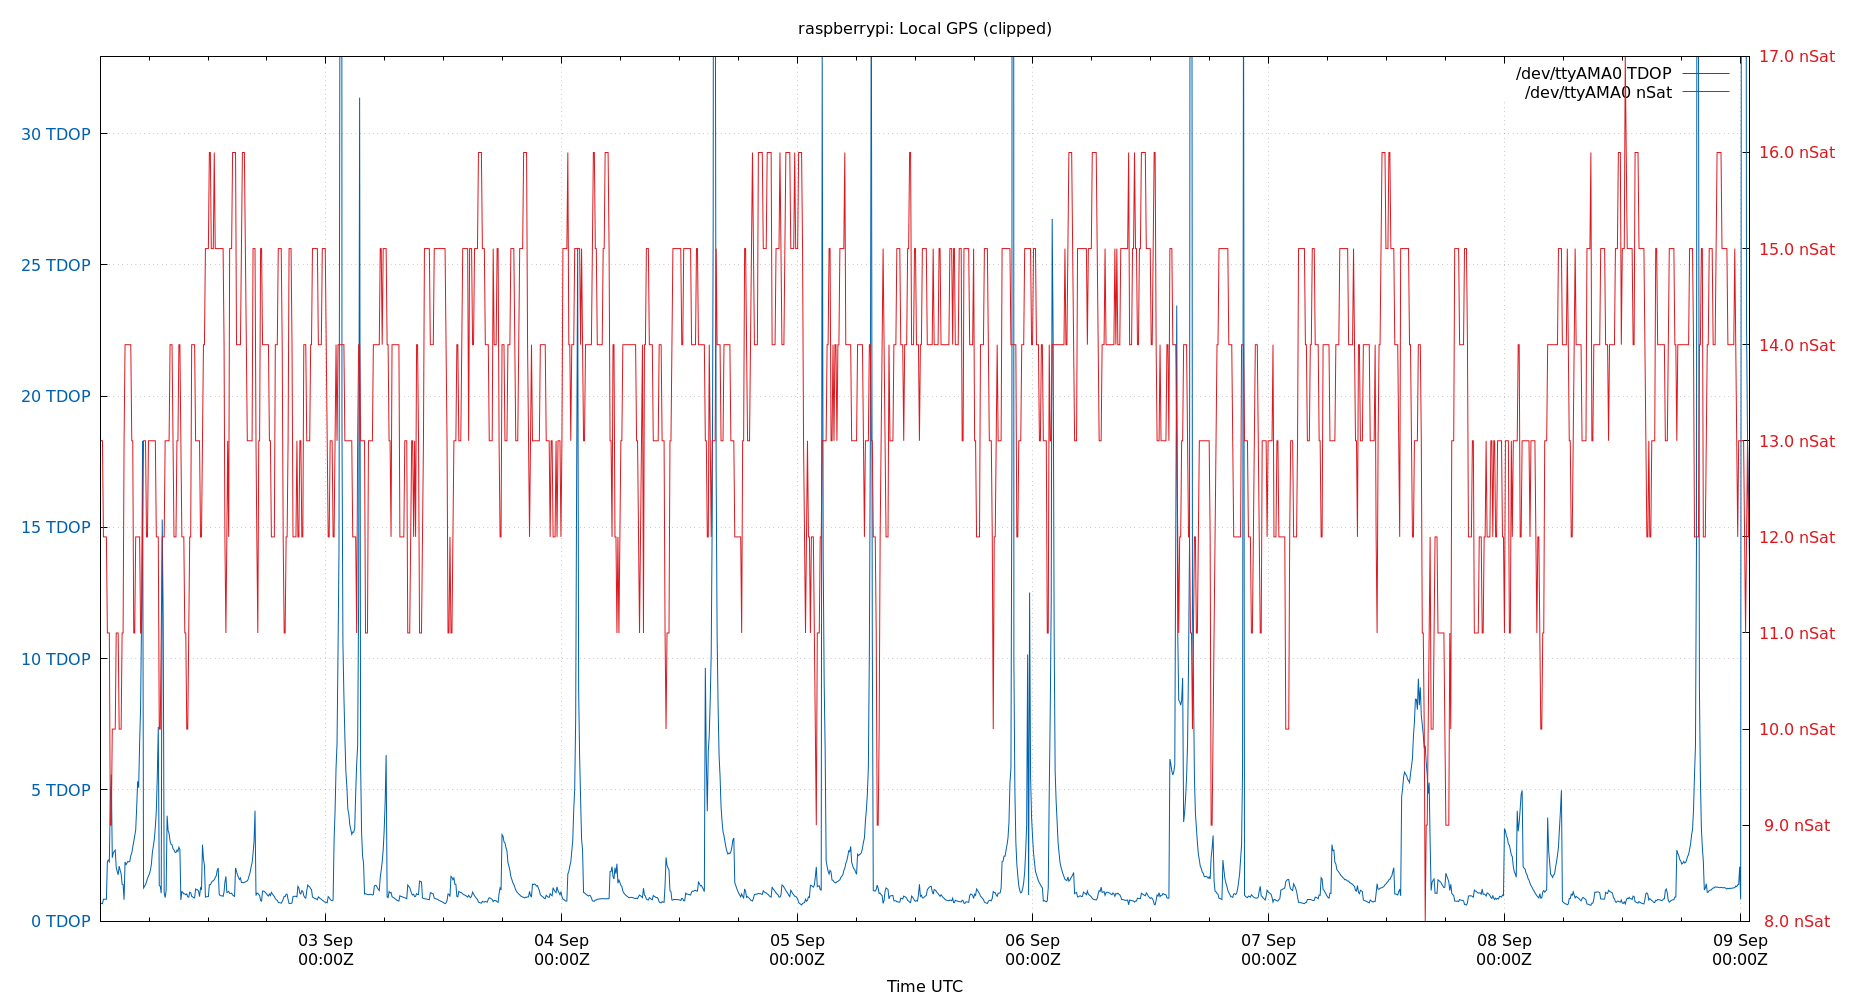 raspberrypi: Local GPS (clipped)
/dev/ttyAMA0 TDOP
/dev/ttyAMA0 nSat
30 TDOP
25 TDOP
20 TDOP
15 TDOP
10 TDOP
5 TDOP
0 TDOP
17.0 nSat
16.0 nSat
15.0 nSat
14.0 nSat
13.0 nSat
12.0 nSat
11.0 nSat
10.0 nSat
9.0 nSat
8.0 nSat
03 Sep
00:00Z
04 Sep
00:00Z
05 Sep
00:00Z
06 Sep
00:00Z
07 Sep
00:00Z
08 Sep
00:00Z
09 Sep
00:00Z
Time UTC